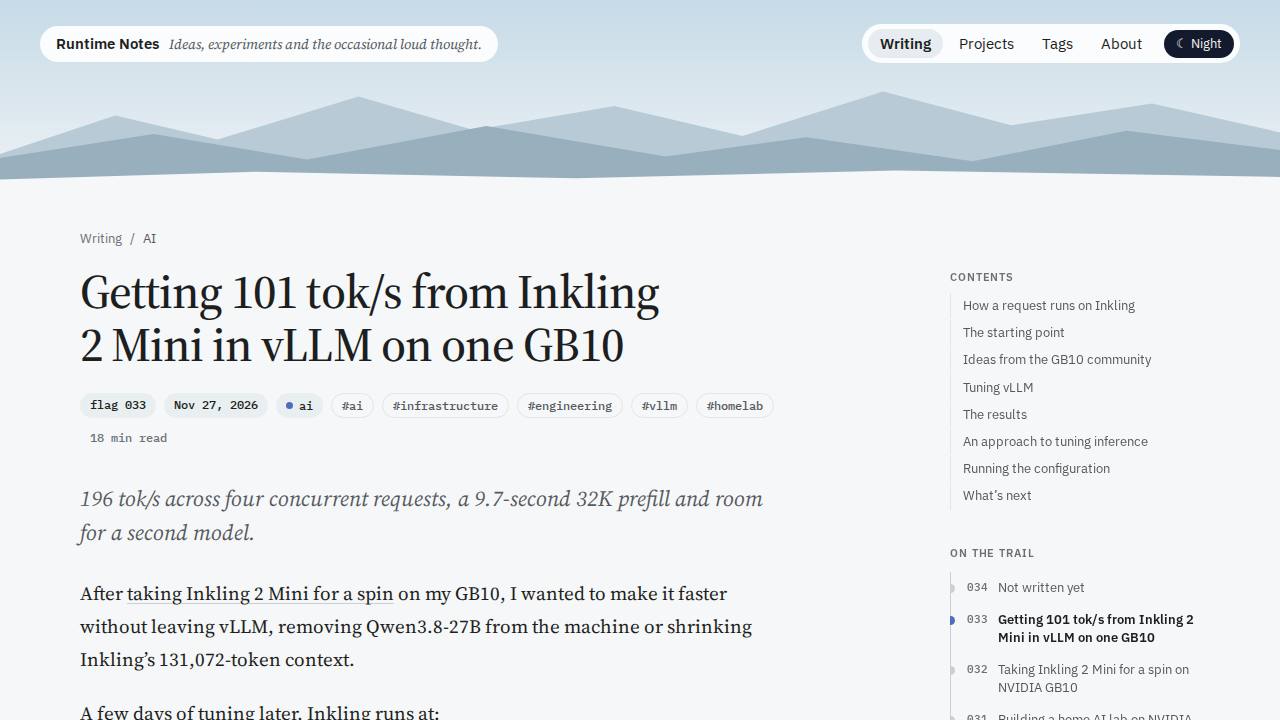 Runtime Notes Ideas, experiments and the occasional loud thought.
Writing Projects Tags About ☾ Night
Writing / AI
Getting 101 tok/s from Inkling
2 Mini in vLLM on one GB10
flag 033 Nov 27, 2026 ai #ai #infrastructure #engineering #vllm #homelab
18 min read
196 tok/s across four concurrent requests, a 9.7-second 32K prefill and room
for a second model.
After taking Inkling 2 Mini for a spin on my GB10, I wanted to make it faster
without leaving vLLM, removing Qwen3.8-27B from the machine or shrinking
Inkling’s 131,072-token context.
A few days of tuning later, Inkling runs at:
CONTENTS
How a request runs on Inkling
The starting point
Ideas from the GB10 community
Tuning vLLM
The results
An approach to tuning inference
Running the configuration
What’s next
ON THE TRAIL
034 Not written yet
033 Getting 101 tok/s from Inkling 2
Mini in vLLM on one GB10
032 Taking Inkling 2 Mini for a spin on
NVIDIA GB10
031 Building a home AI lab on NVIDIA